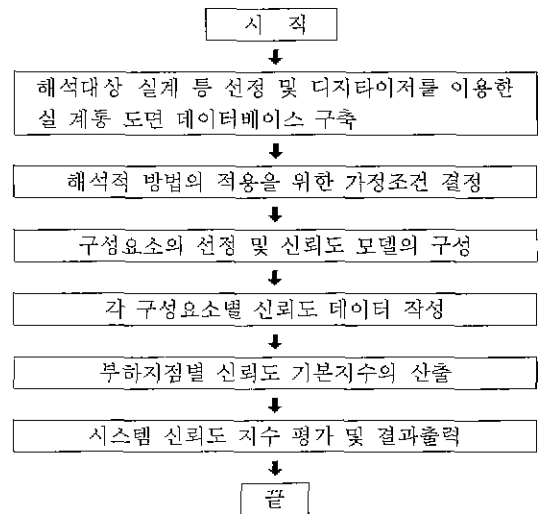 시 작
해석대상 실계 통 선정 및 디지타이저를 이용한
실 계통 도면 데이터베이스 구축
해석적 방법의 적용을 위한 가정조건 결정
구성요소의 선정 및 신뢰도 모델의 구성
각 구성요소별 신뢰도 데이터 작성
부하지점별 신뢰도 기본지수의 산출
시스템 신뢰도 지수 평가 및 결과출력
끝